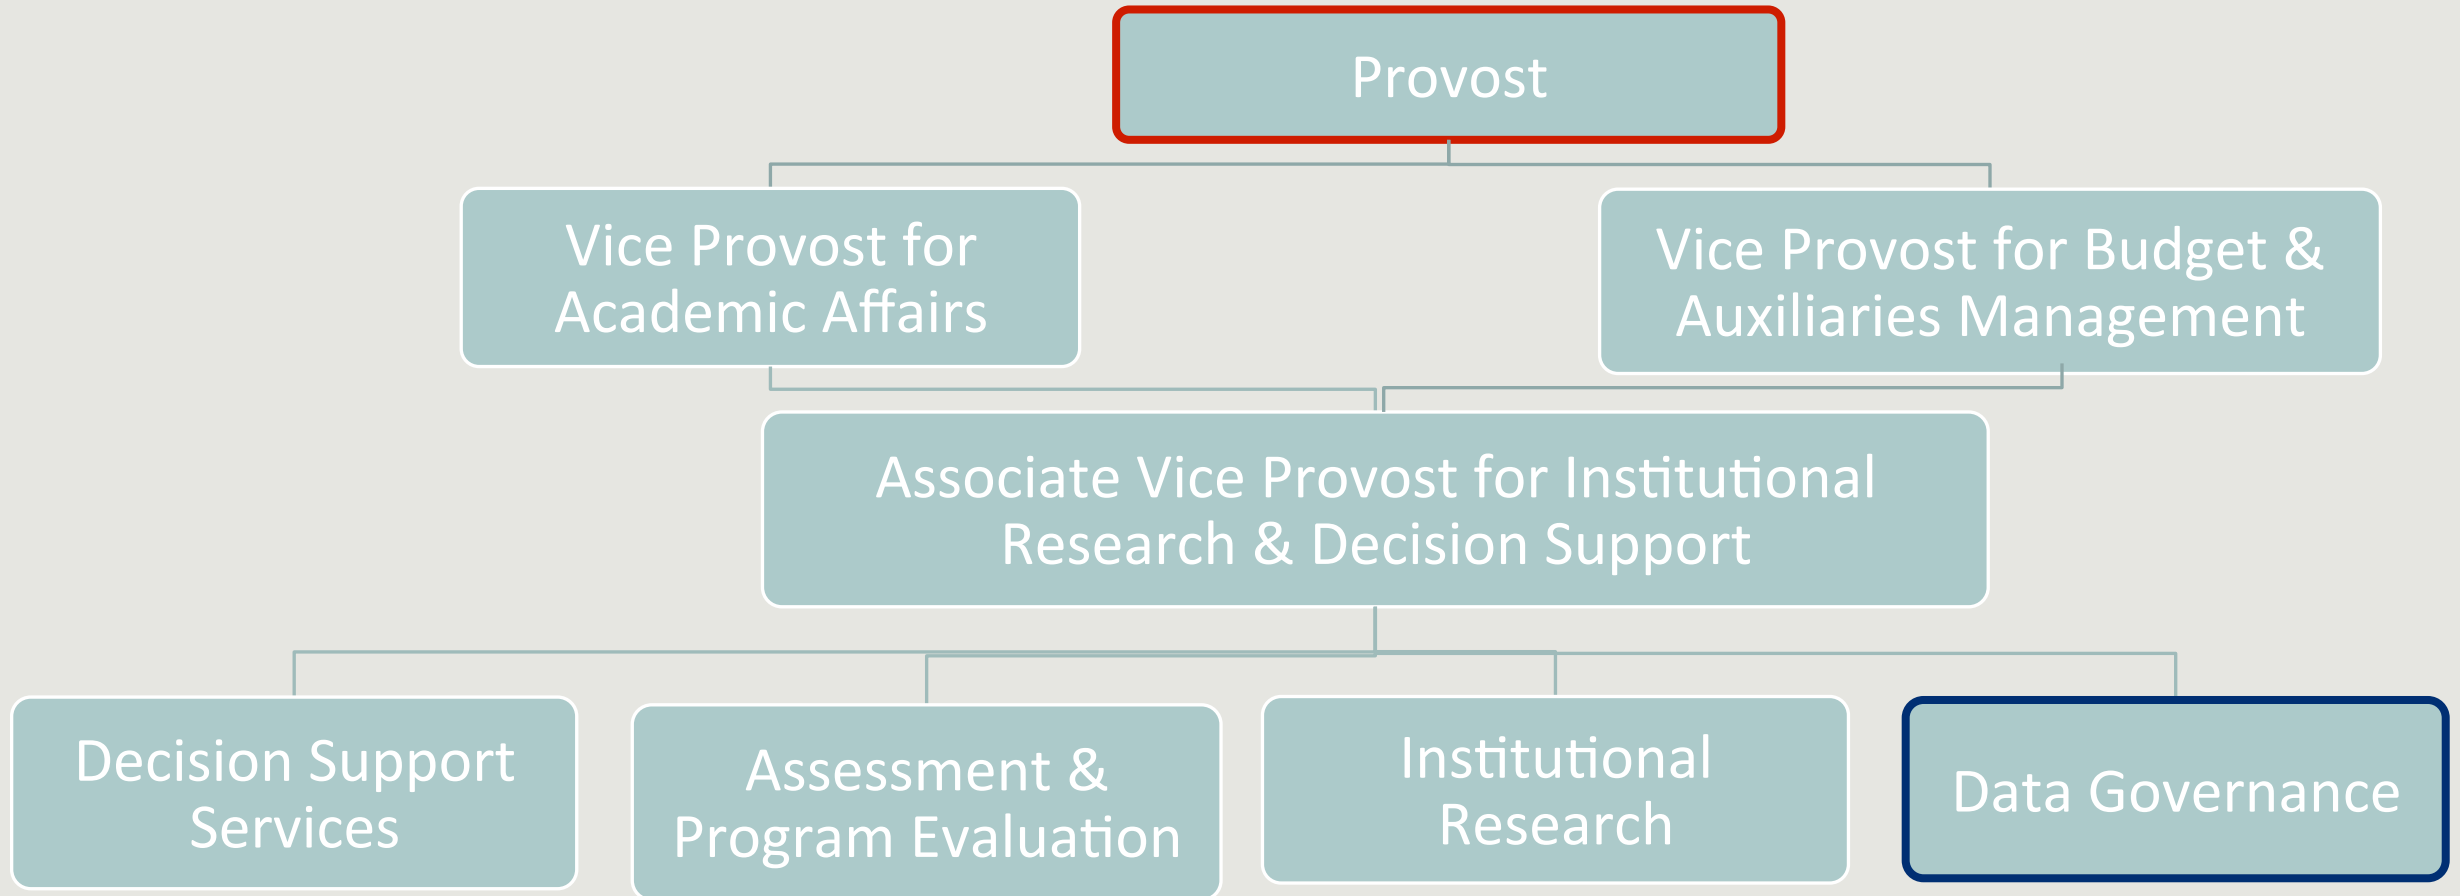 Provost
Vice Provost for
Academic Affairs
Vice Provost for Budget &
Auxiliaries Management
Associate Vice Provost for Institutional
Research & Decision Support
Decision Support
Services
Assessment &
Program Evaluation
Institutional
Research
Data Governance